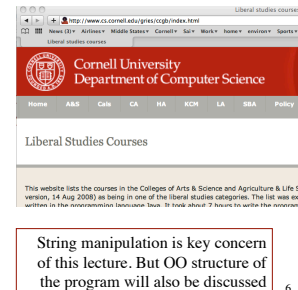 Liberal studies courses
http://www.cs.cornell.edu/gries/ccgb/index.html
News (3) Airlines Middle States Cornell Sai Work home environ Sports
Liberal studies courses
Cornell University
Department of Computer Science
Home A&S Cals CA HA KCM LA SBA Policy
Liberal Studies Courses
This website lists the courses in the Colleges of Arts & Science and Agriculture & Life
version, 14 Aug 2008) as being in one of the liberal studies categories. The list was
written in the programming language Java. It took about 7 hours to write the program
String manipulation is key concern
of this lecture. But OO structure of
the program will also be discussed
6